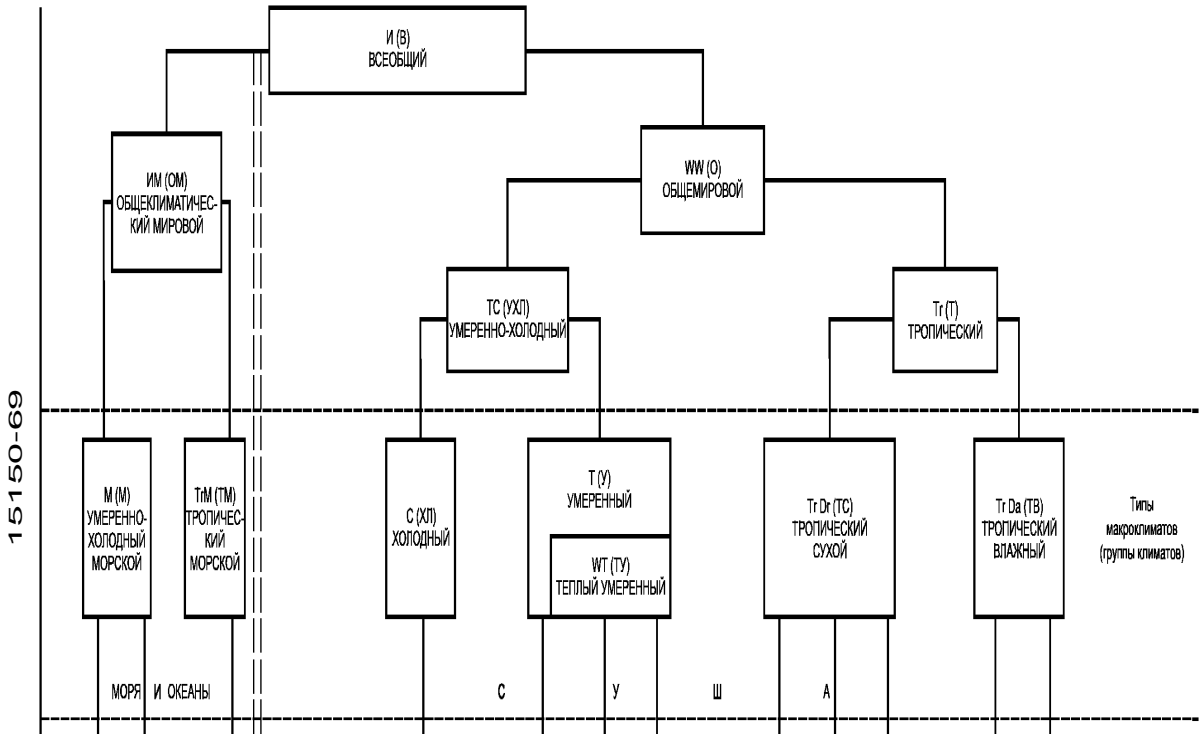 И (В)
ВСЕОБЩИЙ
ИМ (ОМ)
ОБЩЕКЛИМАТИЧЕС-
КИЙ МИРОВОЙ
WW (О)
ОБЩЕМИРОВОЙ
ТС (УХЛ)
УМЕРЕННО-ХОЛОДНЫЙ
Tr (Т)
ТРОПИЧЕСКИЙ
15150-69
М (М)
УМЕРЕННО-
ХОЛОДНЫЙ
МОРСКОЙ
TrM (ТМ)
ТРОПИЧЕС-
КИЙ
МОРСКОЙ
С (ХЛ)
ХОЛОДНЫЙ
Т (У)
УМЕРЕННЫЙ
WT (ТУ)
ТЕПЛЫЙ УМЕРЕННЫЙ
Tr Dr (ТС)
ТРОПИЧЕСКИЙ
СУХОЙ
Tr Da (ТВ)
ТРОПИЧЕСКИЙ
ВЛАЖНЫЙ
Типы
макроклиматов
(группы климатов)
МОРЯ И ОКЕАНЫ
С У Ш А